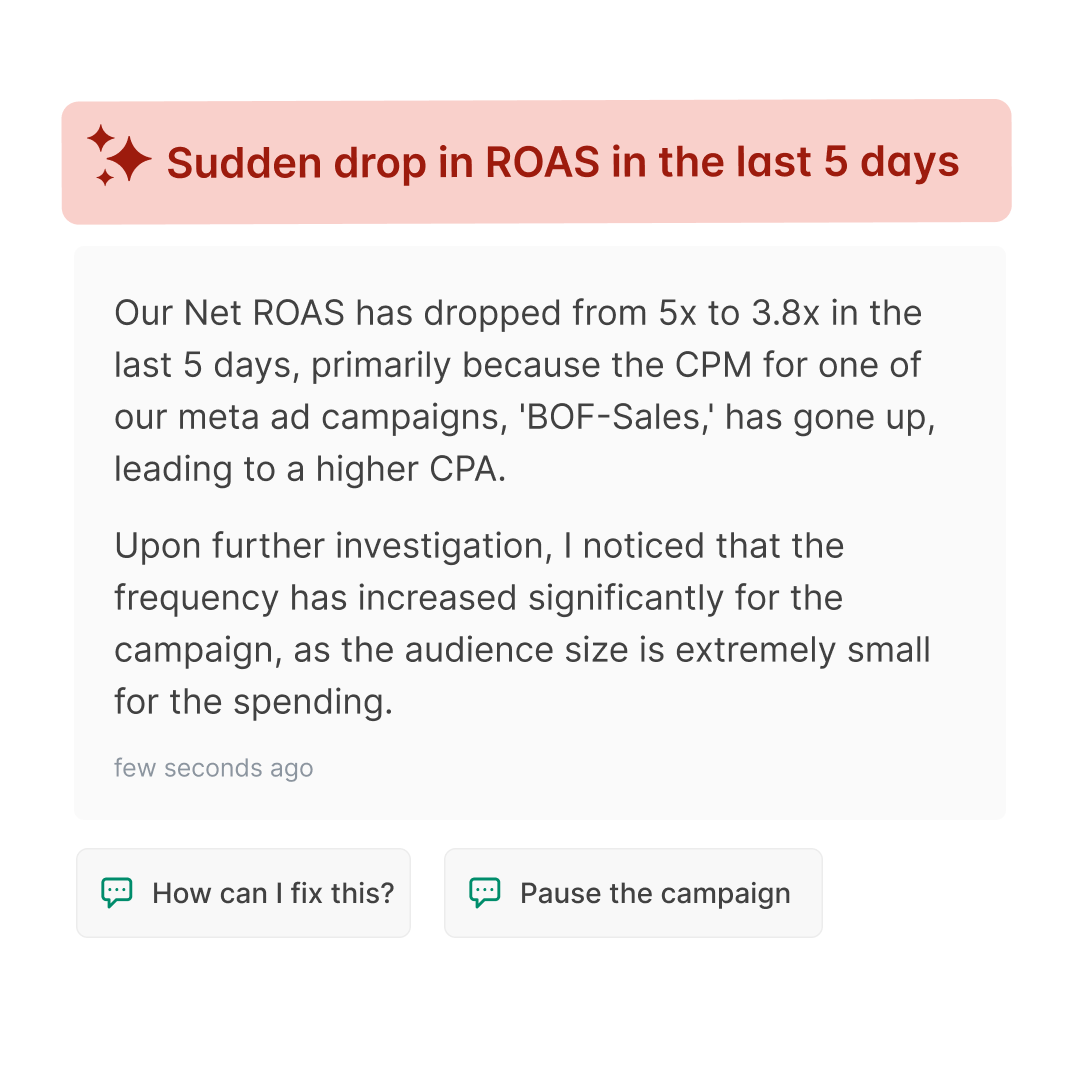 Sudden drop in ROAS in the last 5 days
Our Net ROAS has dropped from 5x to 3.8x in the
last 5 days, primarily because the CPM for one of
our meta ad campaigns, 'BOF-Sales,' has gone up,
leading to a higher CPA.
Upon further investigation, I noticed that the
frequency has increased significantly for the
campaign, as the audience size is extremely small
for the spending.
few seconds ago
How can I fix this?
Pause the campaign